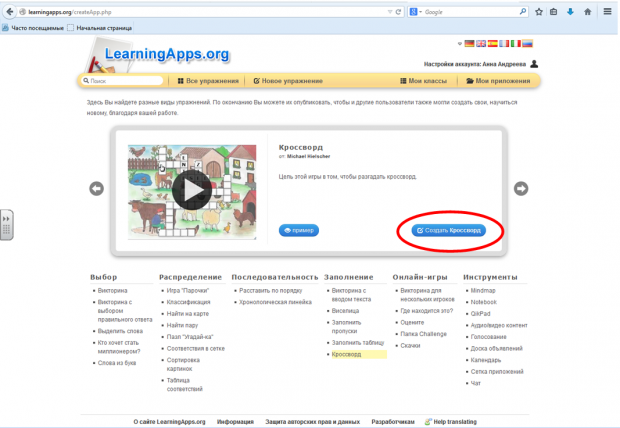 learningapps.org/createApp.php
Google
Часто посещаемые
Начальная страница
LearningApps.org
Настройки аккаунта: Анна Андреева
Поиск
Все упражнения
Новое упражнение
Мои классы
Мои приложения
Здесь Вы найдете разные виды упражнений. По окончанию Вы можете их опубликовать, чтобы и другие пользователи также могли создать свои, научиться
новому, благодаря вашей работе.
Кроссворд
от Michael Hielscher
Цель этой игры в том, чтобы разгадать кроссворд.
пример
Создать Кроссворд
Выбор
Викторина
Викторина с
выбором
правильного ответа
Выделить слова
Кто хочет стать
миллионером?
Слова из букв
Распределение
Игра "Парочки"
Классификация
Найти на карте
Найти пару
Пазл "Угадай-ка"
Соответствия в сетке
Сортировка
картинок
Таблица
соответствий
Последовательность
Расставить по порядку
Хронологическая линейка
Заполнение
Викторина с
вводом текста
Виселица
Заполнить
пропуски
Заполнить таблицу
Кроссворд
Онлайн-игры
Викторина для
нескольких игроков
Где находится это?
Оцените
Скачки
Инструменты
Mindmap
Notebook
QikPad
Аудио/видео контент
Голосование
Доска объявлений
Календарь
Сетка приложений
Чат
О сайте LearningApps.org
Информация
Защита авторских прав и данных
Разработчикам
Help translating